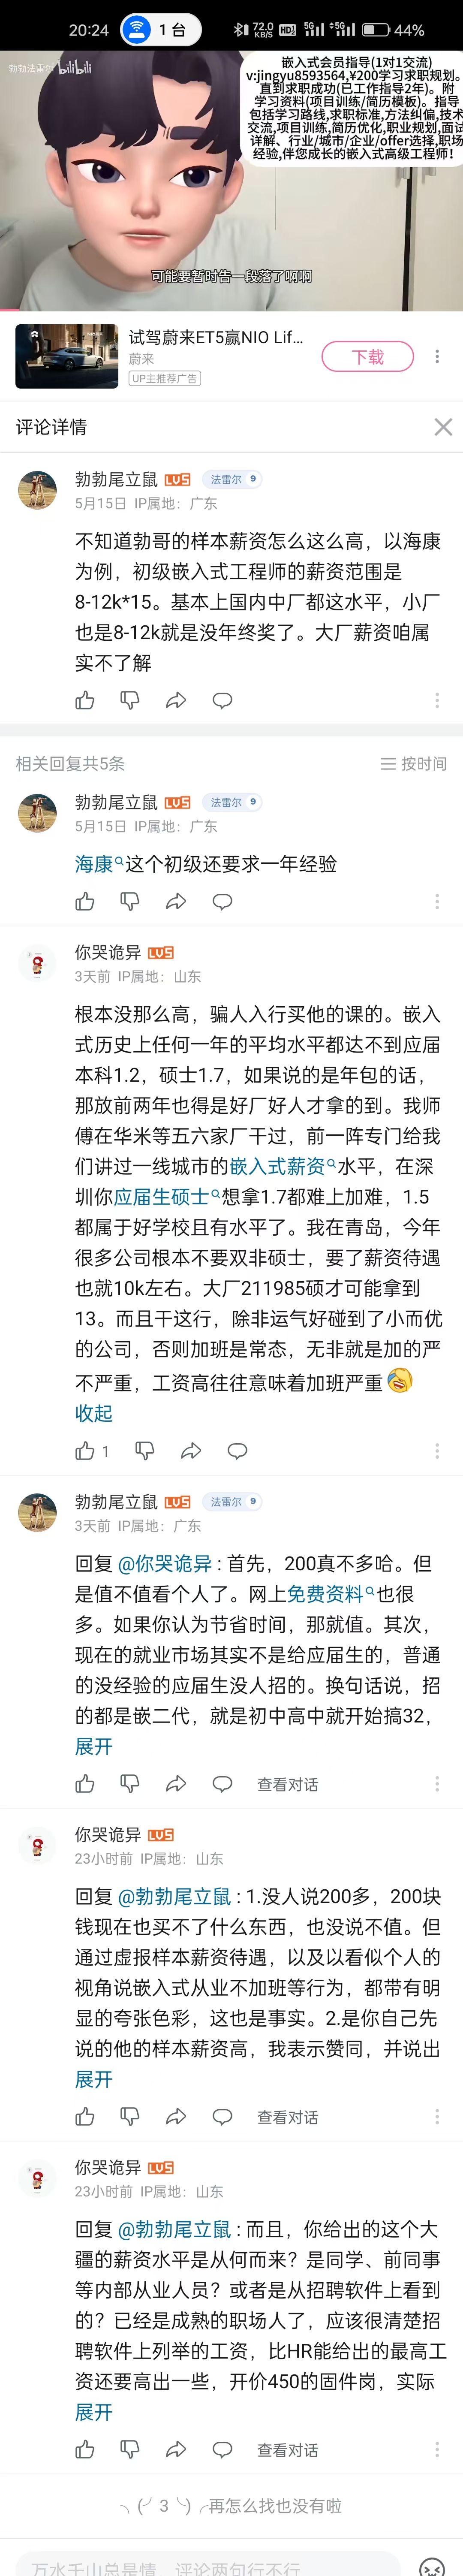 20:24
1 台
72.0
KB/S
HD
5G
5G
44%
勃勃法雷尔
bilibili
嵌入式会员指导(1对1交流)
v:jingyu8593564,¥200学习求职规划。
直到求职成功(已工作指导2年)。附
学习资料(项目训练/简历模板)。指导
包括学习路线,求职标准,方法纠偏,技术
交流,项目训练,简历优化,职业规划,面试
详解、行业/城市/企业/offer选择,职场
经验,伴您成长的嵌入式高级工程师!
可能要暂时告一段落了啊啊
试驾蔚来ET5赢NIO Lif...
蔚来
UP主推荐广告
下载
评论详情
勃勃尾立鼠 LV5 法雷尔 9
5月15日 IP属地:广东
不知道勃哥的样本薪资怎么这么高，以海康
为例，初级嵌入式工程师的薪资范围是
8-12k*15。基本上国内中厂都这水平，小厂
也是8-12k就是没年终奖了。大厂薪资咱属
实不了解
相关回复共5条
按时间
勃勃尾立鼠 LV5 法雷尔 9
5月15日 IP属地:广东
海康这个初级还要求一年经验
你哭诡异 LV5
3天前 IP属地:山东
根本没那么高，骗人入行买他的课的。嵌入
式历史上任何一年的平均水平都达不到应届
本科1.2，硕士1.7，如果说的是年包的话，
那放前两年也得是好厂好人才拿的到。我师
傅在华米等五六家厂干过，前一阵专门给我
们讲过一线城市的嵌入式薪资水平，在深
圳你应届生硕士想拿1.7都难上加难，1.5
都属于好学校且有水平了。我在青岛，今年
很多公司根本不要双非硕士，要了薪资待遇
也就10k左右。大厂211985硕才可能拿到
13。而且干这行，除非运气好碰到了小而优
的公司，否则加班是常态，无非就是加的严
不严重，工资高往往意味着加班严重
收起
1
勃勃尾立鼠 LV5 法雷尔 9
3天前 IP属地:广东
回复 @你哭诡异 : 首先，200真不多哈。但
是值不值看个人了。网上免费资料也很
多。如果你认为节省时间，那就值。其次，
现在的就业市场其实不是给应届生的，普通
的没经验的应届生没人招的。换句话说，招
的都是嵌二代，就是初中高中就开始搞32，
展开
查看对话
你哭诡异 LV5
23小时前 IP属地:山东
回复 @勃勃尾立鼠 : 1.没人说200多，200块
钱现在也买不了什么东西，也没说不值。但
通过虚报样本薪资待遇，以及以看似个人的
视角说嵌入式从业不加班等行为，都带有明
显的夸张色彩，这也是事实。2.是你自己先
说的他的样本薪资高，我表示赞同，并说出
展开
查看对话
你哭诡异 LV5
23小时前 IP属地:山东
回复 @勃勃尾立鼠 : 而且，你给出的这个大
疆的薪资水平是从何而来？是同学、前同事
等内部从业人员？或者是从招聘软件上看到
的？已经是成熟的职场人了，应该很清楚招
聘软件上列举的工资，比HR能给出的最高工
资还要高出一些，开价450的固件岗，实际
展开
查看对话
╮(╯3╰)╭再怎么找也没有啦
万水千山总是情，评论两句行不行